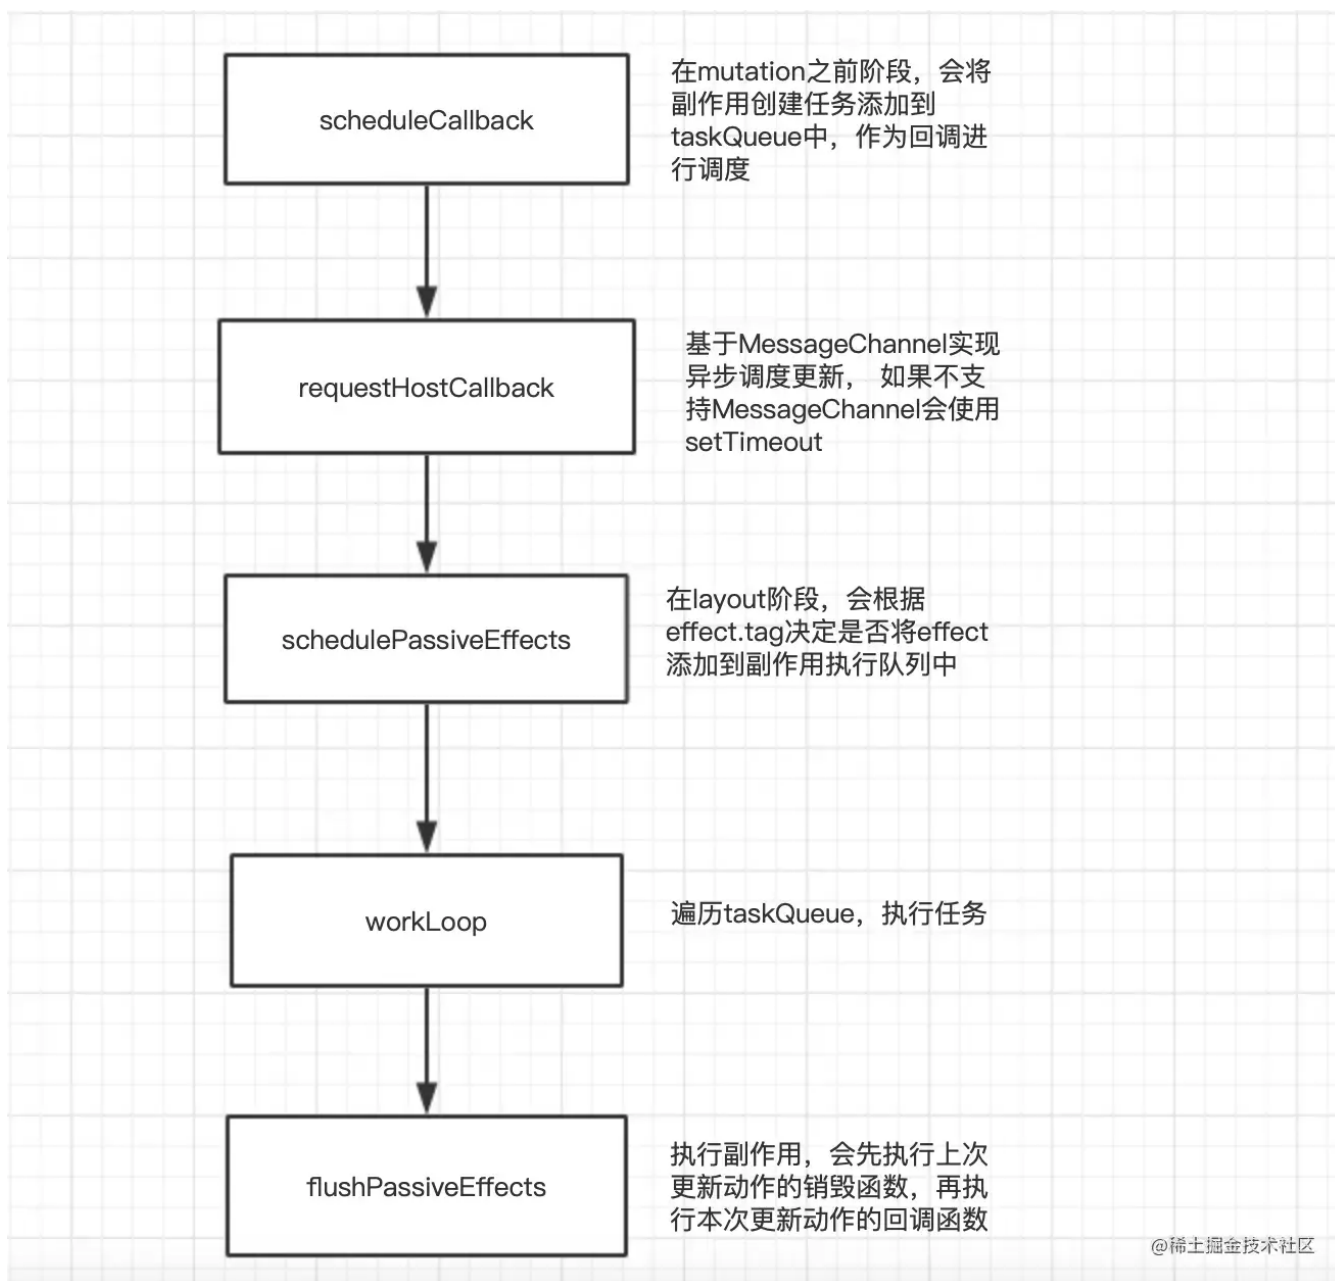 scheduleCallback
在mutation之前阶段，会将
副作用创建任务添加到
taskQueue中，作为回调进
行调度
requestHostCallback
基于MessageChannel实现
异步调度更新， 如果不支
持MessageChannel会使用
setTimeout
schedulePassiveEffects
在layout阶段，会根据
effect.tag决定是否将effect
添加到副作用执行队列中
workLoop
遍历taskQueue，执行任务
flushPassiveEffects
执行副作用，会先执行上次
更新动作的销毁函数，再执
行本次更新动作的回调函数
@稀土掘金技术社区